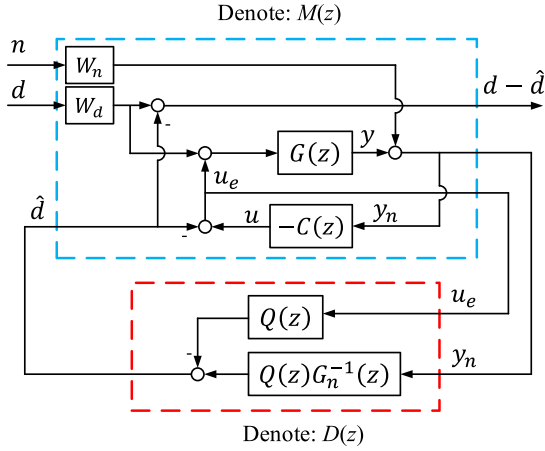 Denote: M(z)
n
W_n
d
W_d
d − d̂
-
G(z)
y
u_e
d̂
u
−C(z)
y_n
-
Q(z)
u_e
-
Q(z)G_n^{-1}(z)
y_n
Denote: D(z)